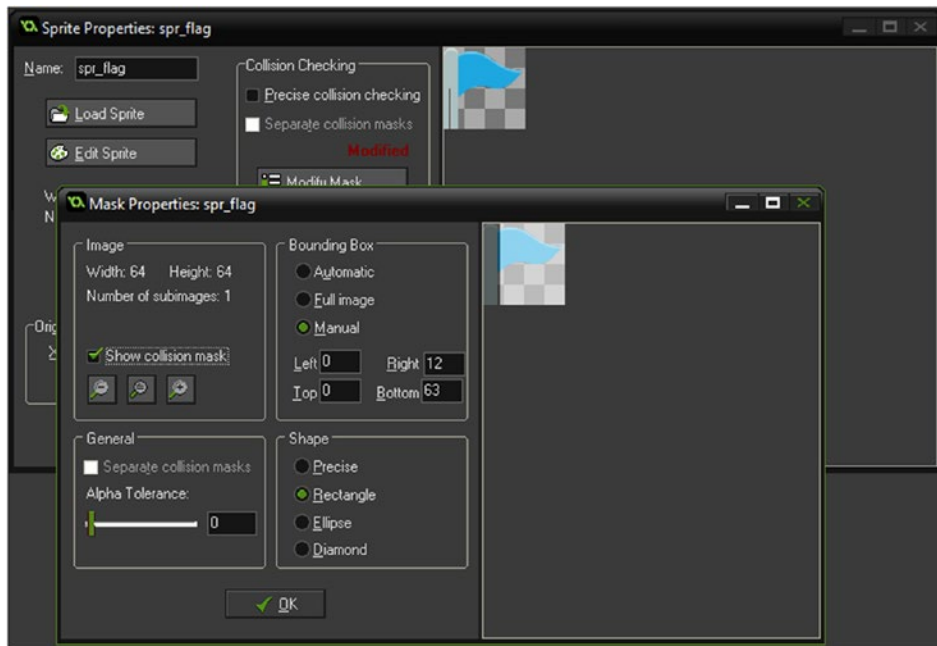 Sprite Properties: spr_flag
Name: spr_flag
Collision Checking
Precise collision checking
Load Sprite
Separate collision masks
Edit Sprite
Modified
Modify Mask
W
N
Mask Properties: spr_flag
Image
Width: 64 Height: 64
Number of subimages: 1
Show collision mask
Bounding Box
Automatic
Full image
Manual
Left 0 Right 12
Top 0 Bottom 63
Orig
General
Separate collision masks
Alpha Tolerance:
0
Shape
Precise
Rectangle
Ellipse
Diamond
OK